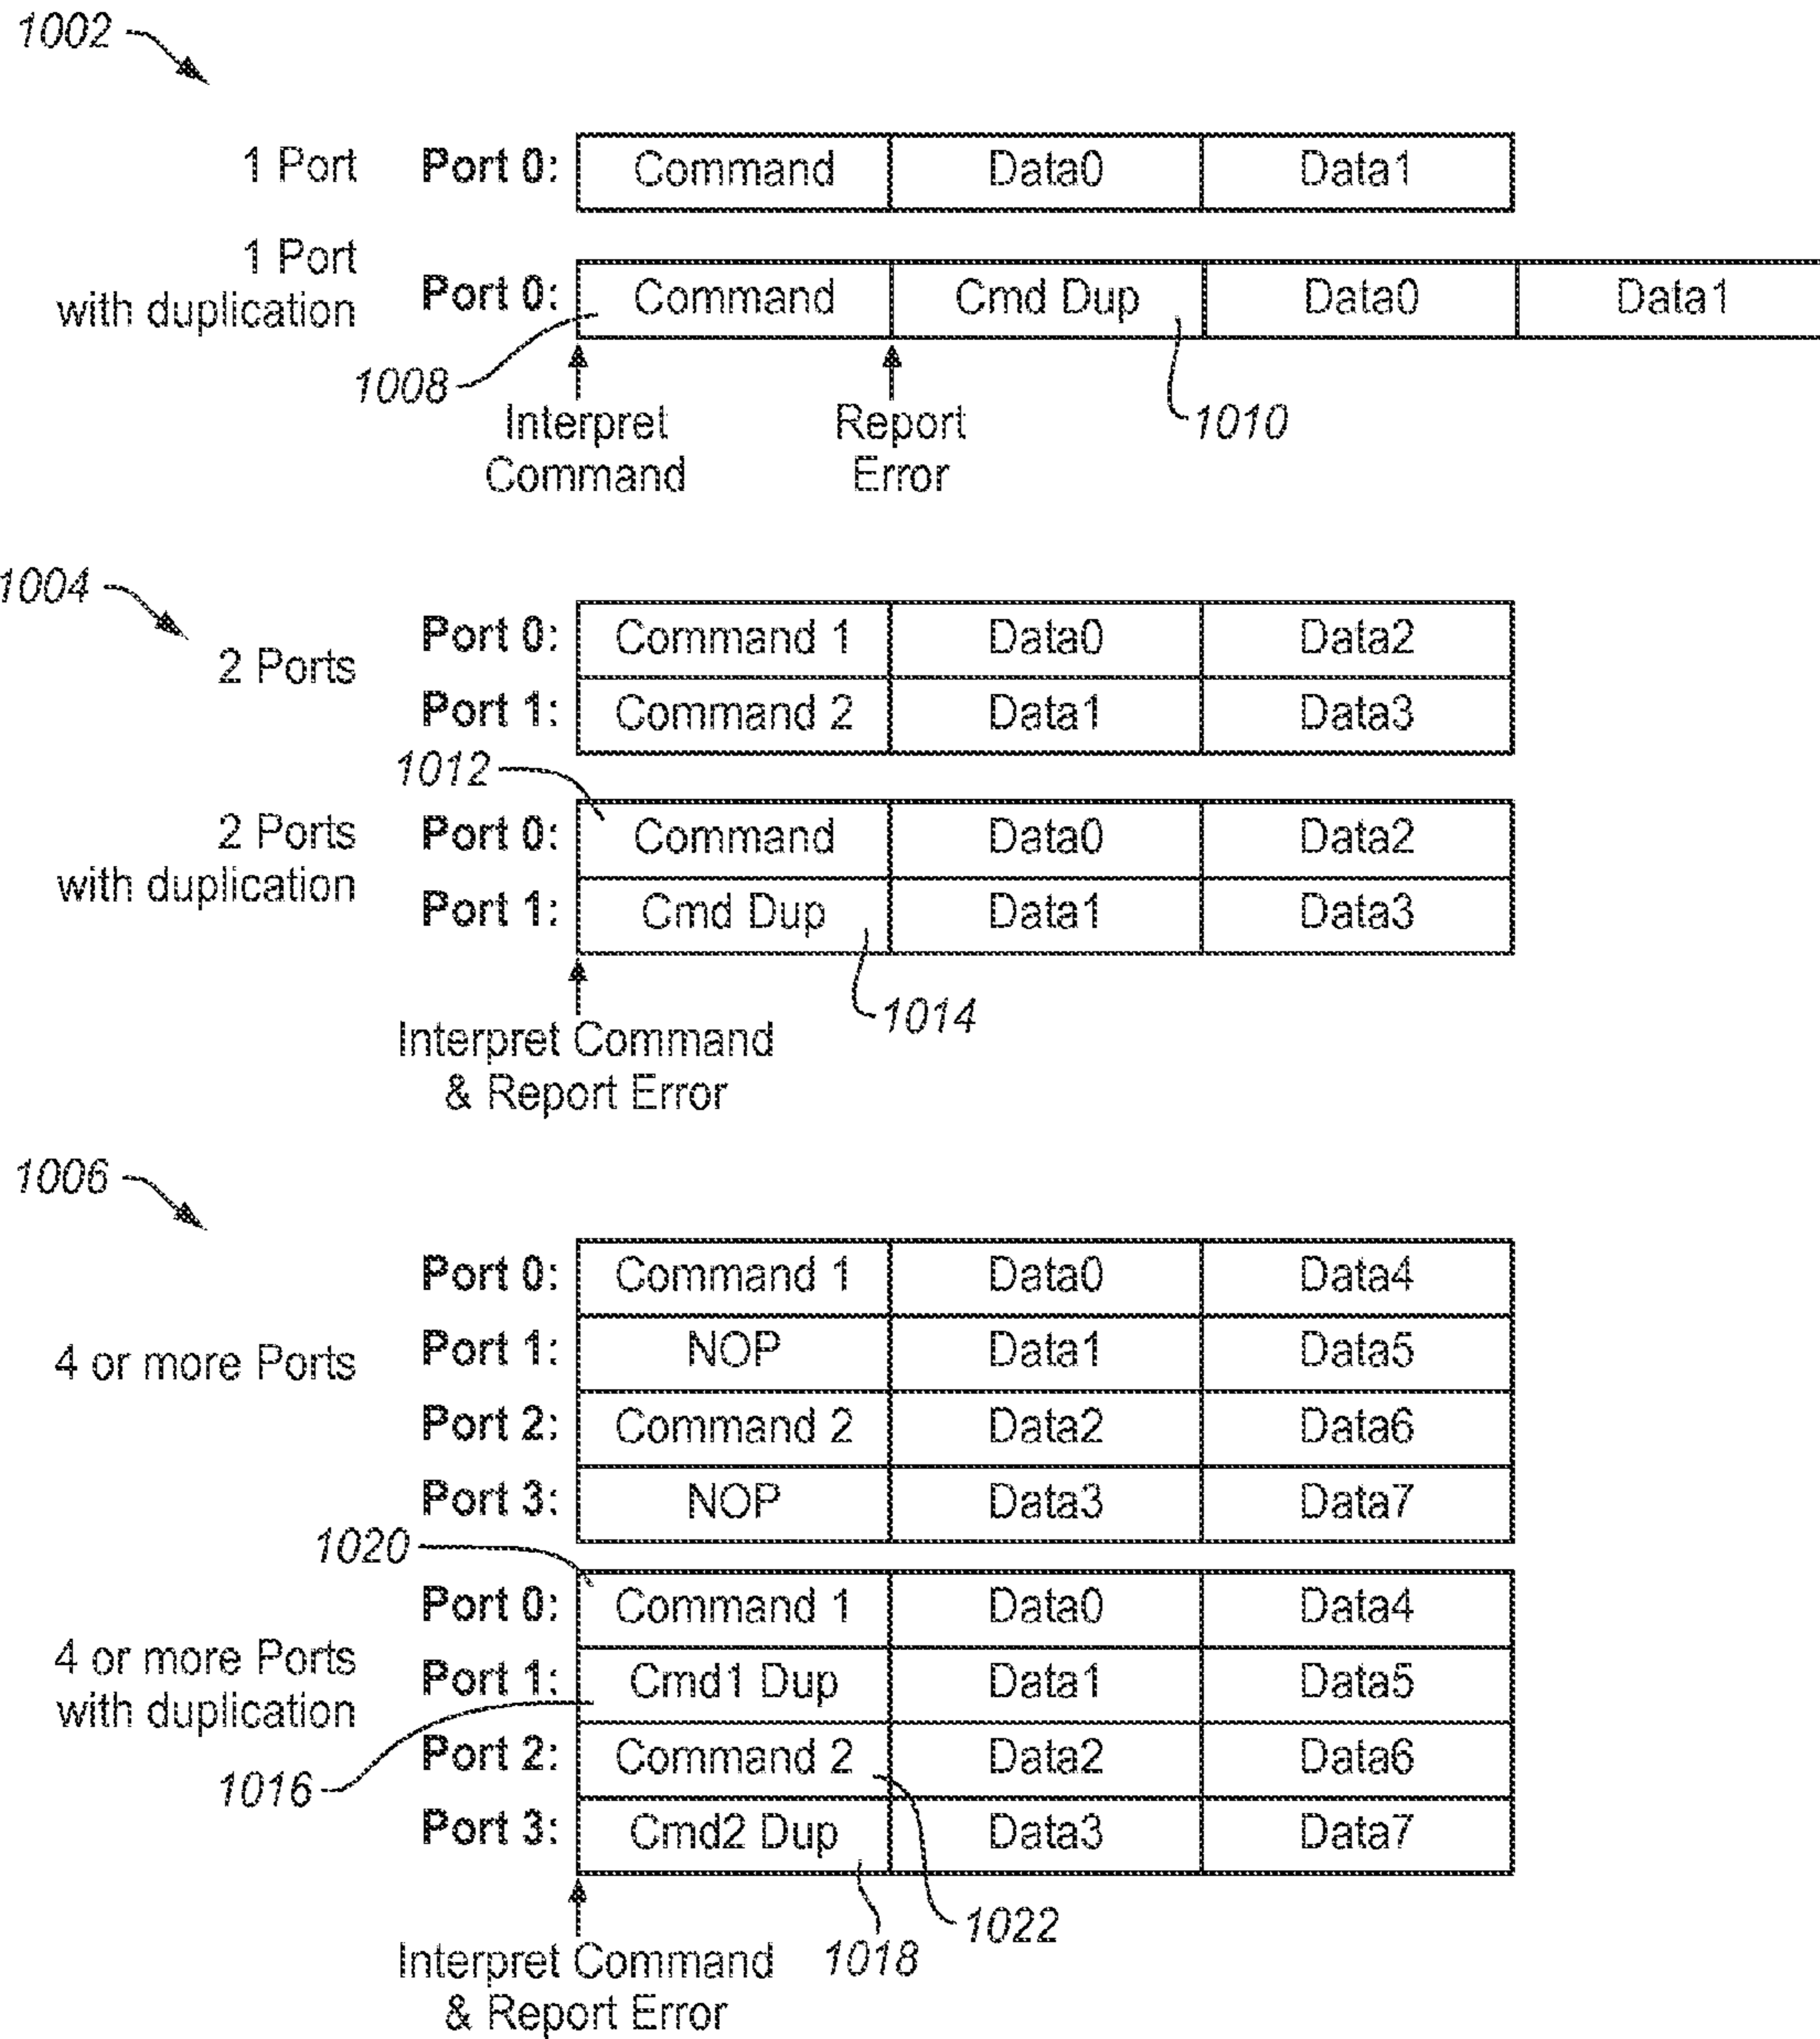 1002
1 Port Port 0: Command Data0 Data1
1 Port
with duplication Port 0: Command Cmd Dup Data0 Data1
1008 1010
Interpret Report
Command Error
1004
2 Ports
Port 0: Command 1 Data0 Data2
Port 1: Command 2 Data1 Data3
1012
2 Ports
with duplication
Port 0: Command Data0 Data2
Port 1: Cmd Dup Data1 Data3
1014
Interpret Command
& Report Error
1006
4 or more Ports
Port 0: Command 1 Data0 Data4
Port 1: NOP Data1 Data5
Port 2: Command 2 Data2 Data6
Port 3: NOP Data3 Data7
1020
4 or more Ports
with duplication
Port 0: Command 1 Data0 Data4
Port 1: Cmd1 Dup Data1 Data5
Port 2: Command 2 Data2 Data6
1016
Port 3: Cmd2 Dup Data3 Data7
1022
1018
Interpret Command
& Report Error